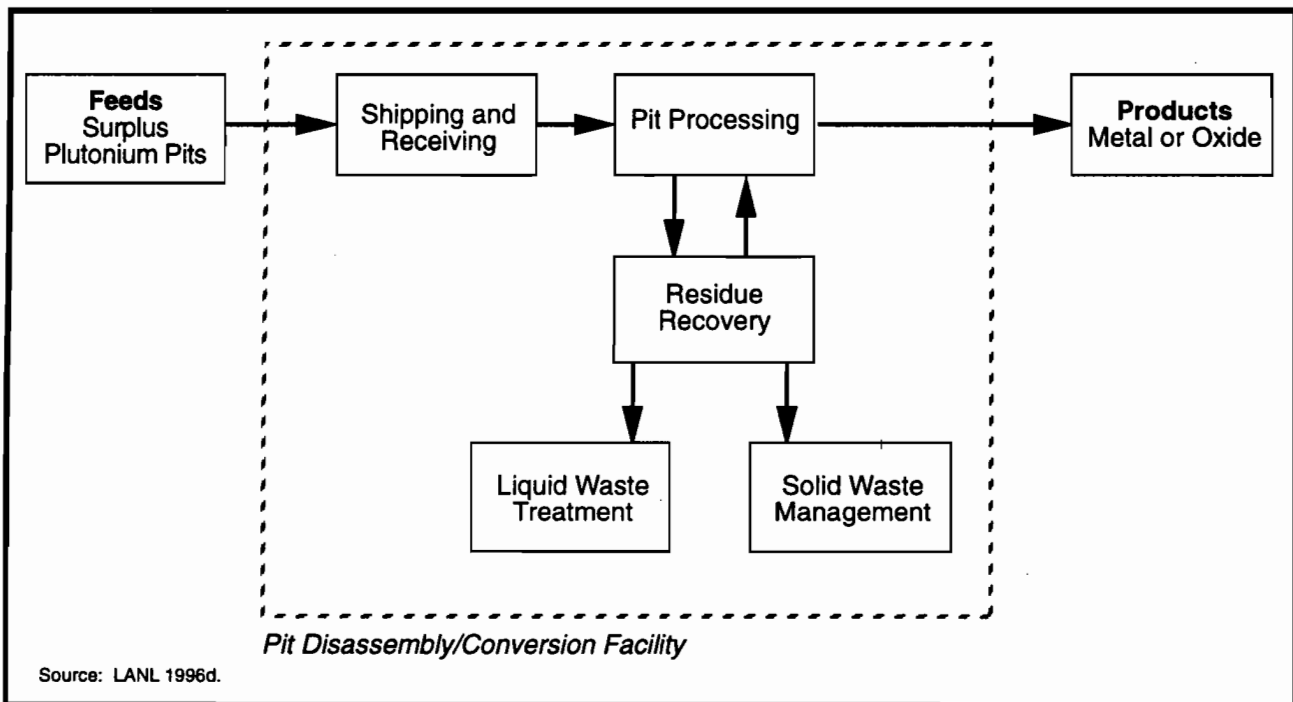 Feeds
Surplus
Plutonium Pits
Shipping and
Receiving
Pit Processing
Products
Metal or Oxide
Residue
Recovery
Liquid Waste
Treatment
Solid Waste
Management
Pit Disassembly/Conversion Facility
Source: LANL 1996d.